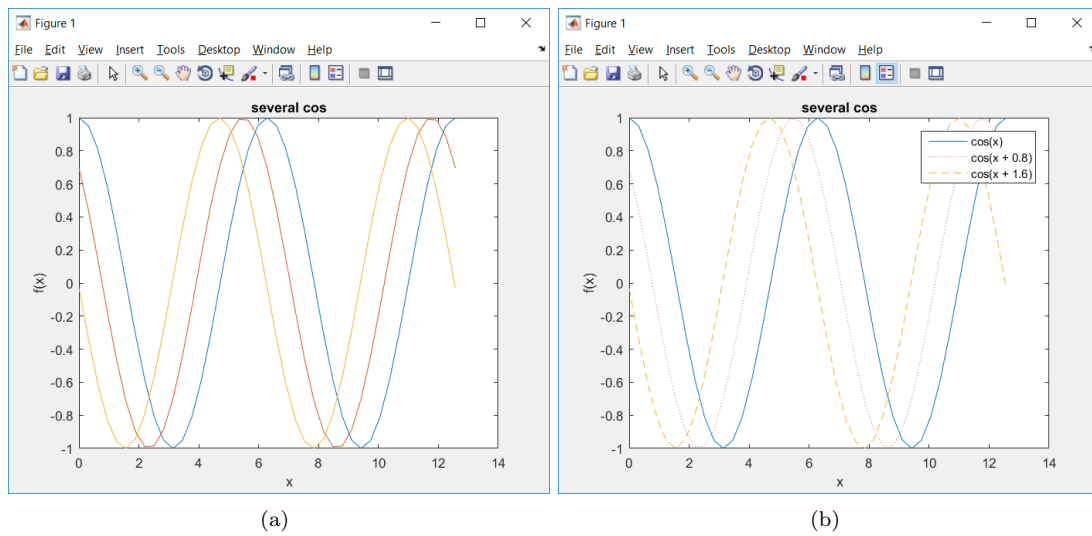 Figure 1
File Edit View Insert Tools Desktop Window Help
several cos
1
0.8
0.6
0.4
0.2
0
-0.2
-0.4
-0.6
-0.8
-1
f(x)
0 2 4 6 8 10 12 14
x
(a)
Figure 1
File Edit View Insert Tools Desktop Window Help
several cos
cos(x)
cos(x + 0.8)
cos(x + 1.6)
1
0.8
0.6
0.4
0.2
0
-0.2
-0.4
-0.6
-0.8
-1
f(x)
0 2 4 6 8 10 12 14
x
(b)